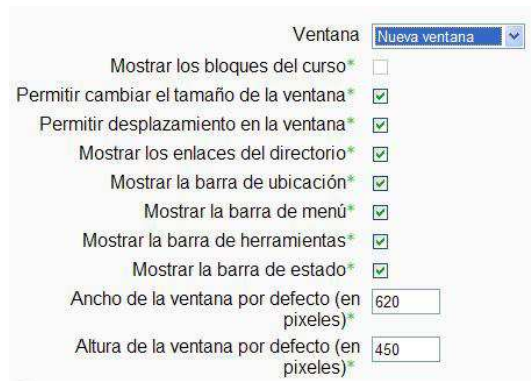 Ventana Nueva ventana
Mostrar los bloques del curso*
Permitir cambiar el tamaño de la ventana*
Permitir desplazamiento en la ventana*
Mostrar los enlaces del directorio*
Mostrar la barra de ubicación*
Mostrar la barra de menú*
Mostrar la barra de herramientas*
Mostrar la barra de estado*
Ancho de la ventana por defecto (en 620
pixeles)*
Altura de la ventana por defecto (en 450
pixeles)*